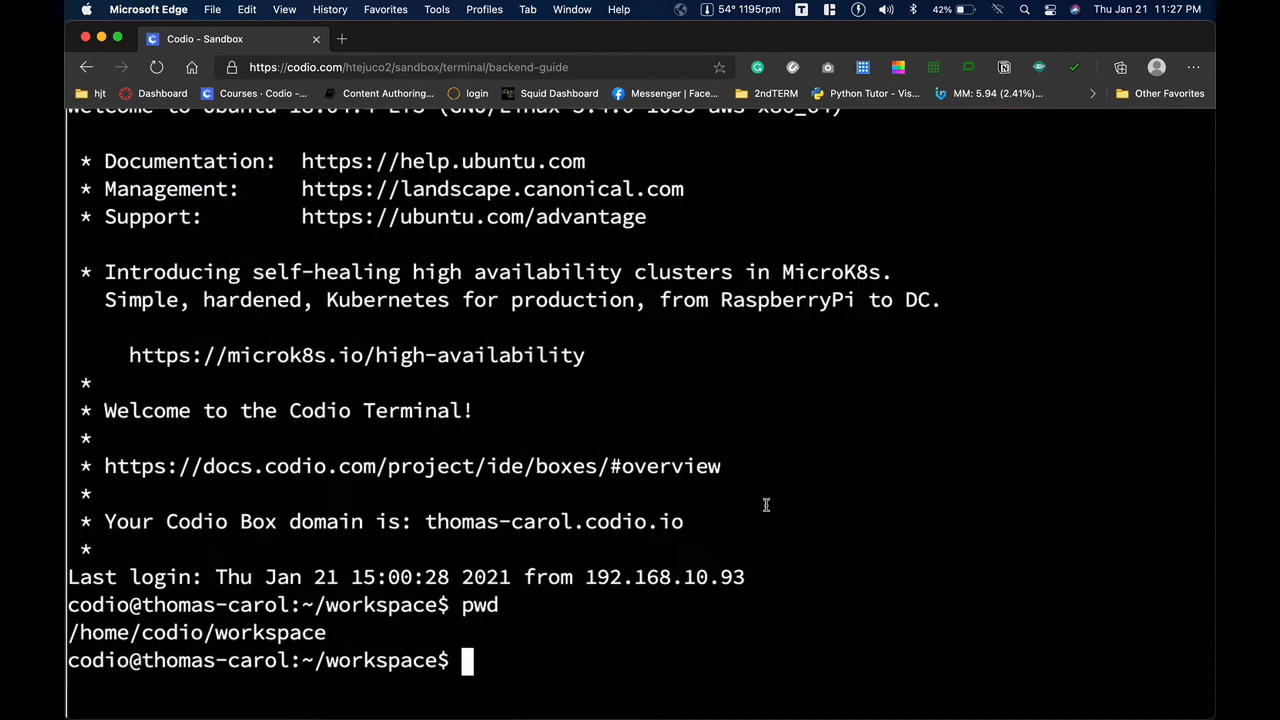 Microsoft Edge File Edit View History Favorites Tools Profiles Tab Window Help 54° 1195rpm 42% Thu Jan 21 11:27 PM
Codio - Sandbox
https://codio.com/htejuco2/sandbox/terminal/backend-guide
hjt Dashboard Courses · Codio -... Content Authoring... login Squid Dashboard Messenger | Face... 2ndTERM Python Tutor - Vis... MM: 5.94 (2.41%)... Other Favorites
* Documentation: https://help.ubuntu.com
* Management: https://landscape.canonical.com
* Support: https://ubuntu.com/advantage
* Introducing self-healing high availability clusters in MicroK8s.
Simple, hardened, Kubernetes for production, from RaspberryPi to DC.
https://microk8s.io/high-availability
*
* Welcome to the Codio Terminal!
*
* https://docs.codio.com/project/ide/boxes/#overview
*
* Your Codio Box domain is: thomas-carol.codio.io
*
Last login: Thu Jan 21 15:00:28 2021 from 192.168.10.93
codio@thomas-carol:~/workspace$ pwd
/home/codio/workspace
codio@thomas-carol:~/workspace$